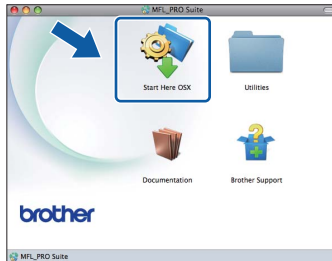 MFL_PRO Suite
Start Here OSX
Utilities
Documentation
Brother Support
brother
MFL_PRO Suite